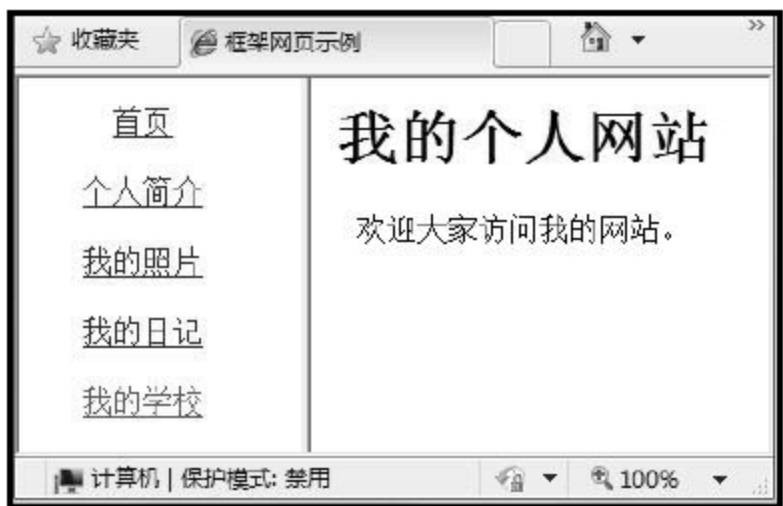 收藏夹 框架网页示例 »
首页
个人简介
我的照片
我的日记
我的学校
我的个人网站
欢迎大家访问我的网站。
计算机 | 保护模式: 禁用 100%